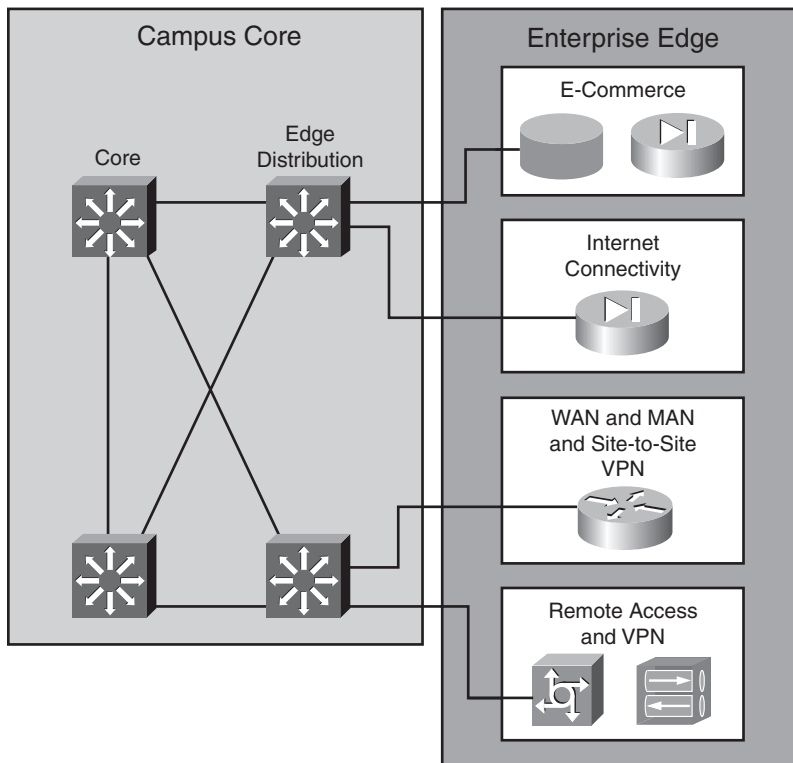 Campus Core
Core
Edge
Distribution
Enterprise Edge
E-Commerce
Internet
Connectivity
WAN and MAN
and Site-to-Site
VPN
Remote Access
and VPN